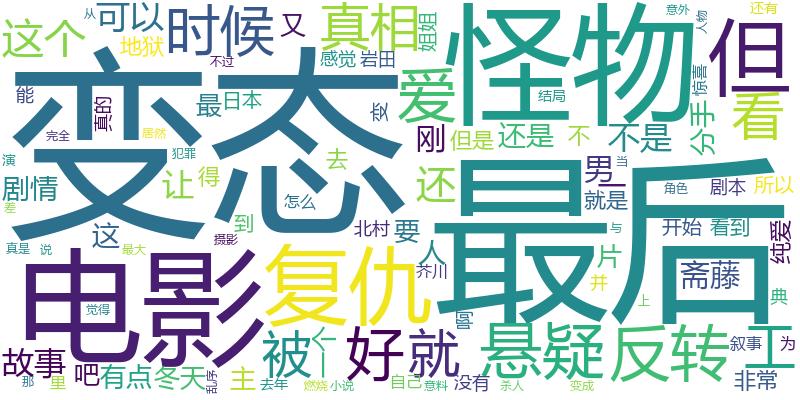 从 可以 时候 又 真相 姐姐 怪物 意外 人物 还有
这个 地狱 不过 感觉 岩田 爱 但 惊喜
变态 能 真的 最 日本 变 刚 但是 还是 结局 不 不是 分手 看
完全 居然 犯罪 去 还 男 当
演 剧情 让 得 怎么 最后 就是 角色 剧本 所以
差 这 到 北村 要 人 与 开始 看到 纯爱
真是 说 最大 摄影 复仇 芥川 片 并 斋藤 典
电影 觉得 啊 上
故事 吧 有点 冬天 主 被 个 好 就 悬疑 反转 叙事 工 为
那 里 乱序 去年 燃烧 小说 自己 意料 没有 杀人 变成 非常